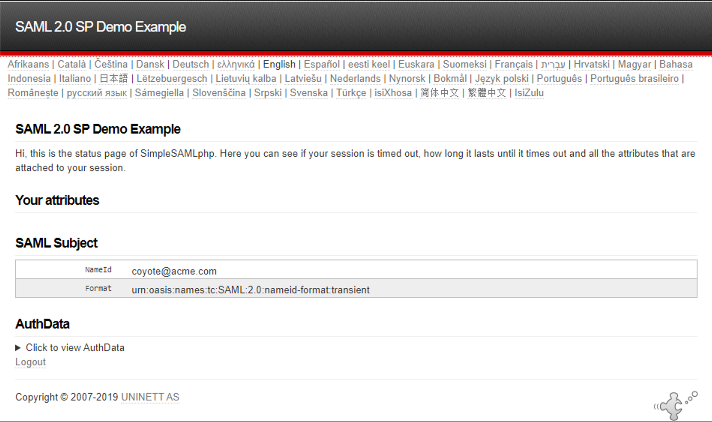 SAML 2.0 SP Demo Example
Afrikaans | Català | Čeština | Dansk | Deutsch | ελληνικά | English | Español | eesti keel | Euskara | Suomeksi | Français | עִבְרִית | Hrvatski | Magyar | Bahasa
Indonesia | Italiano | 日本語 | Lëtzebuergesch | Lietuvių kalba | Latviešu | Nederlands | Nynorsk | Bokmål | Język polski | Português | Português brasileiro |
Românește | русский язык | Sámegiella | Slovenščina | Srpski | Svenska | Türkçe | isiXhosa | 简体中文 | 繁體中文 | IsiZulu
SAML 2.0 SP Demo Example
Hi, this is the status page of SimpleSAMLphp. Here you can see if your session is timed out, how long it lasts until it times out and all the attributes that are
attached to your session.
Your attributes
SAML Subject
NameId coyote@acme.com
Format urn:oasis:names:tc:SAML:2.0:nameid-format:transient
AuthData
Click to view AuthData
Logout
Copyright © 2007-2019 UNINETT AS